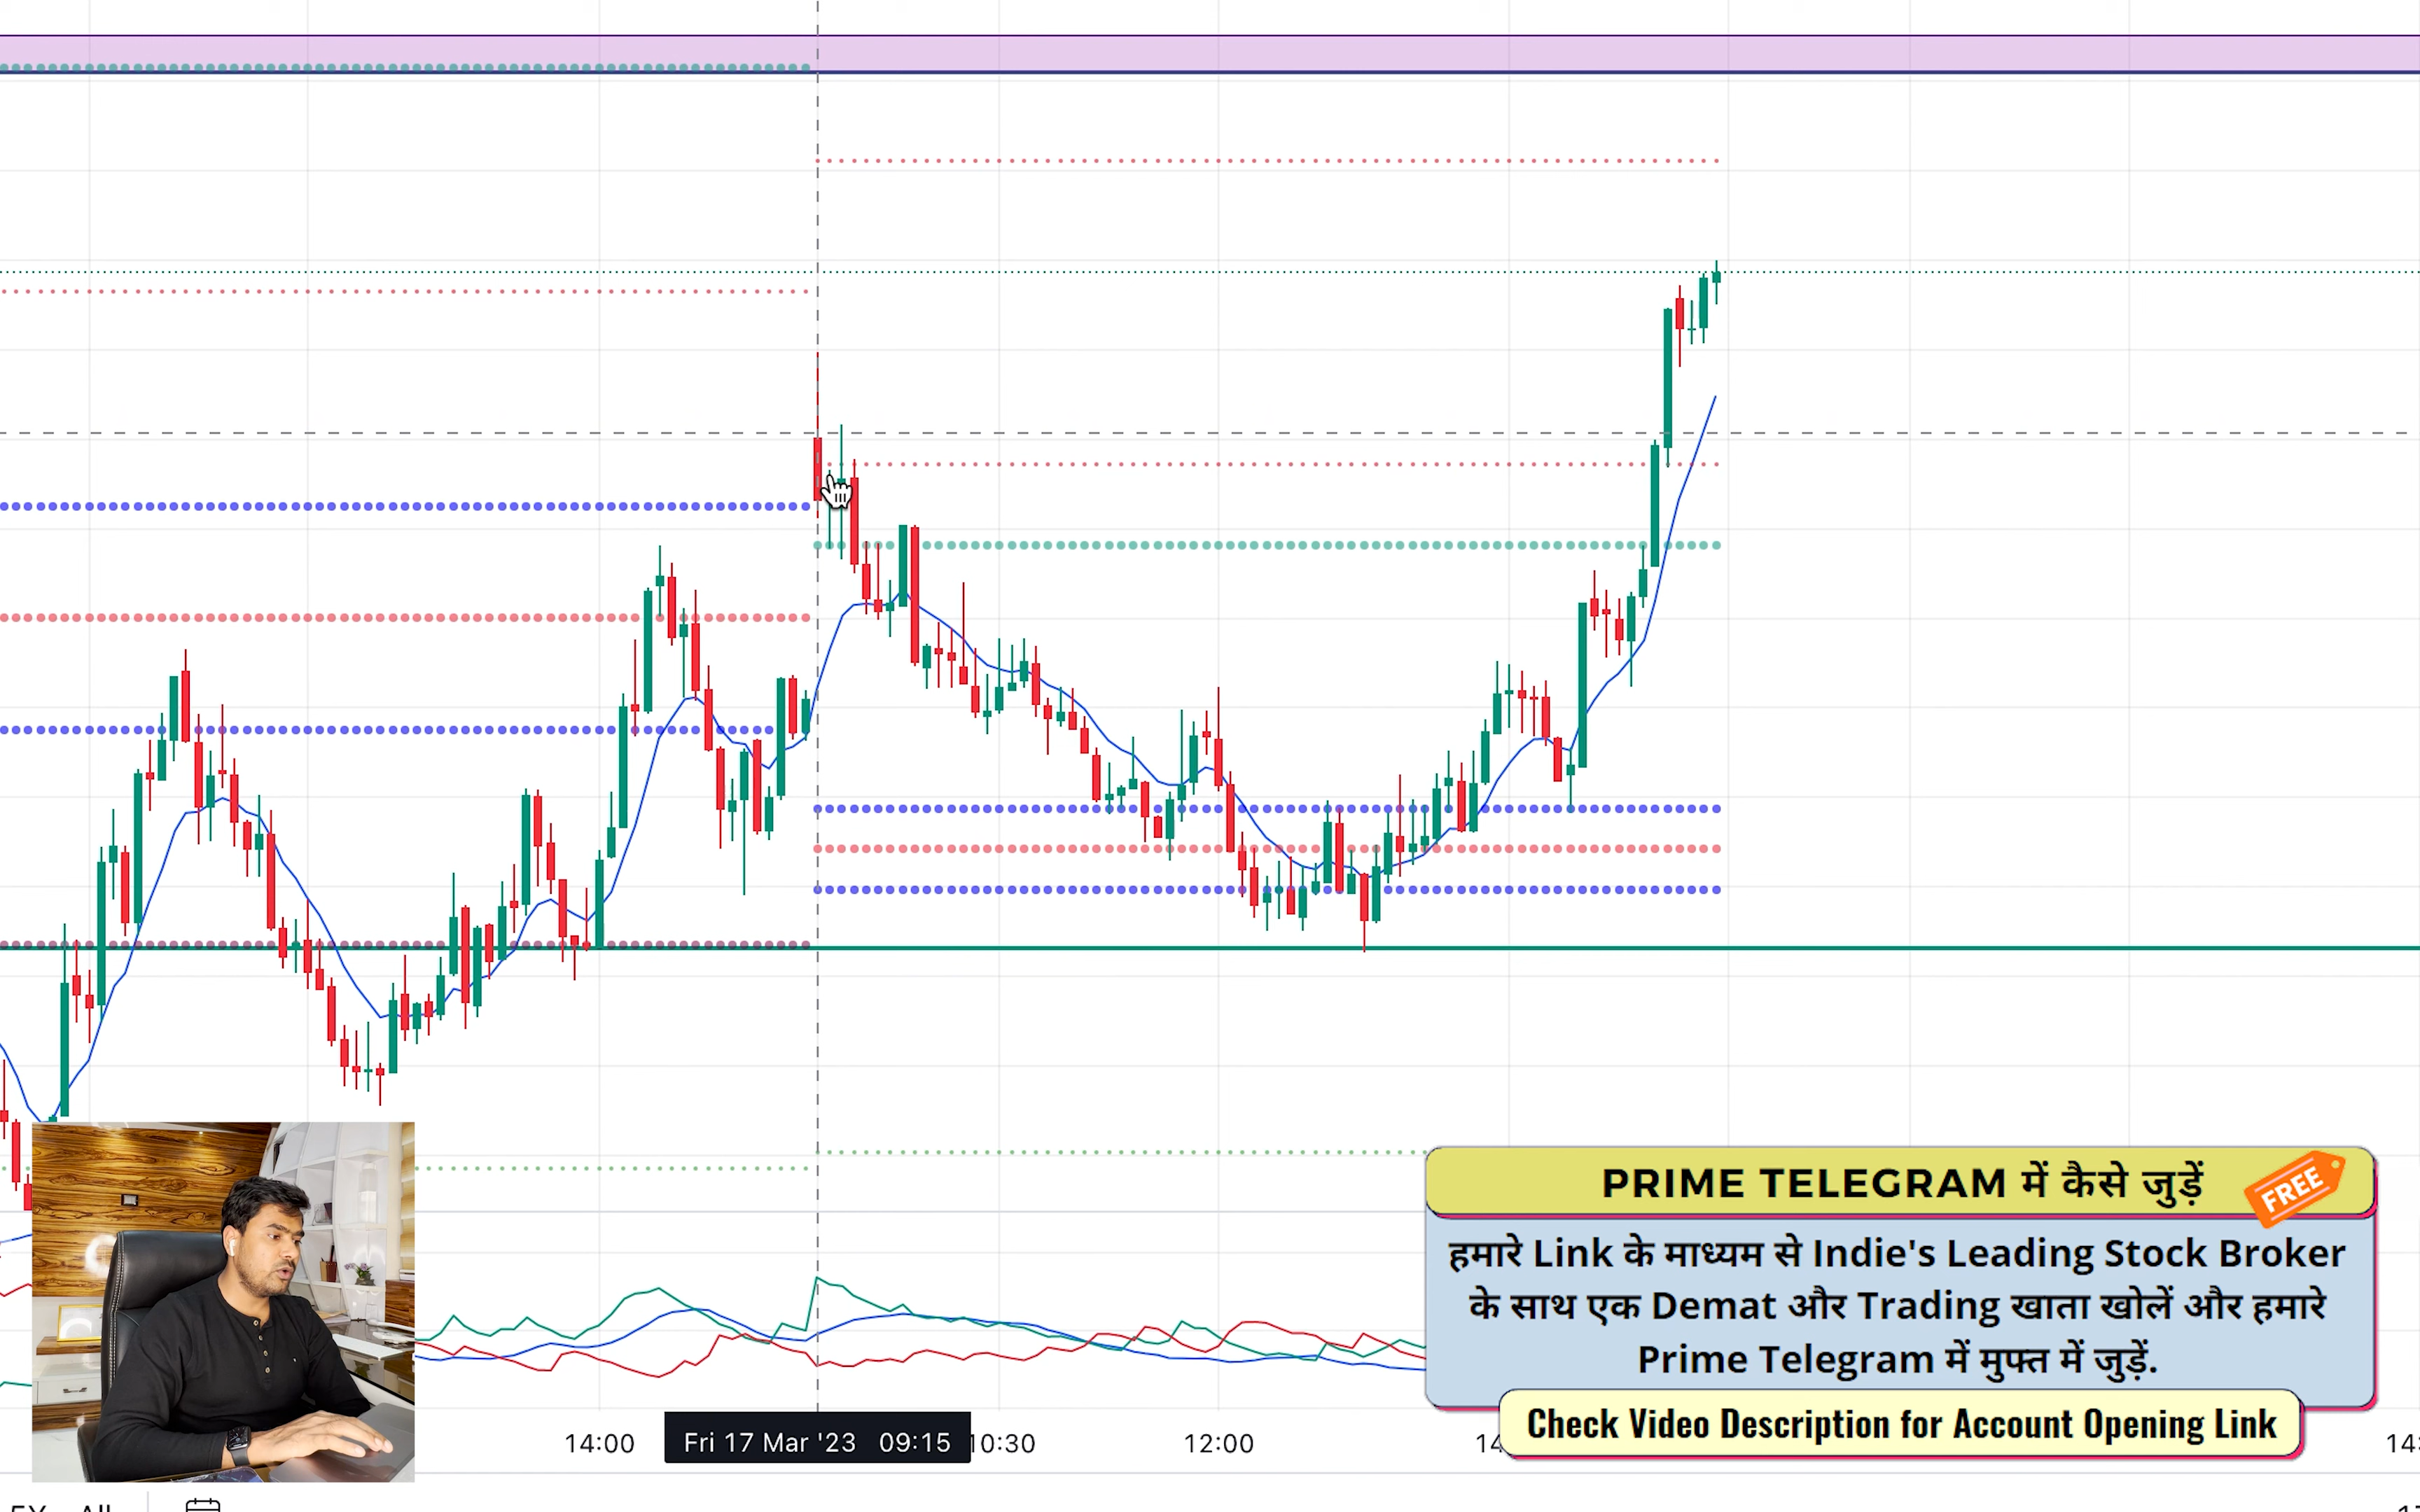 PRIME TELEGRAM में कैसे जुड़ें
FREE
हमारे Link के माध्यम से Indie's Leading Stock Broker
के साथ एक Demat और Trading खाता खोलें और हमारे
Prime Telegram में मुफ्त में जुड़ें.
Check Video Description for Account Opening Link
14:00 Fri 17 Mar '23 09:15 10:30 12:00